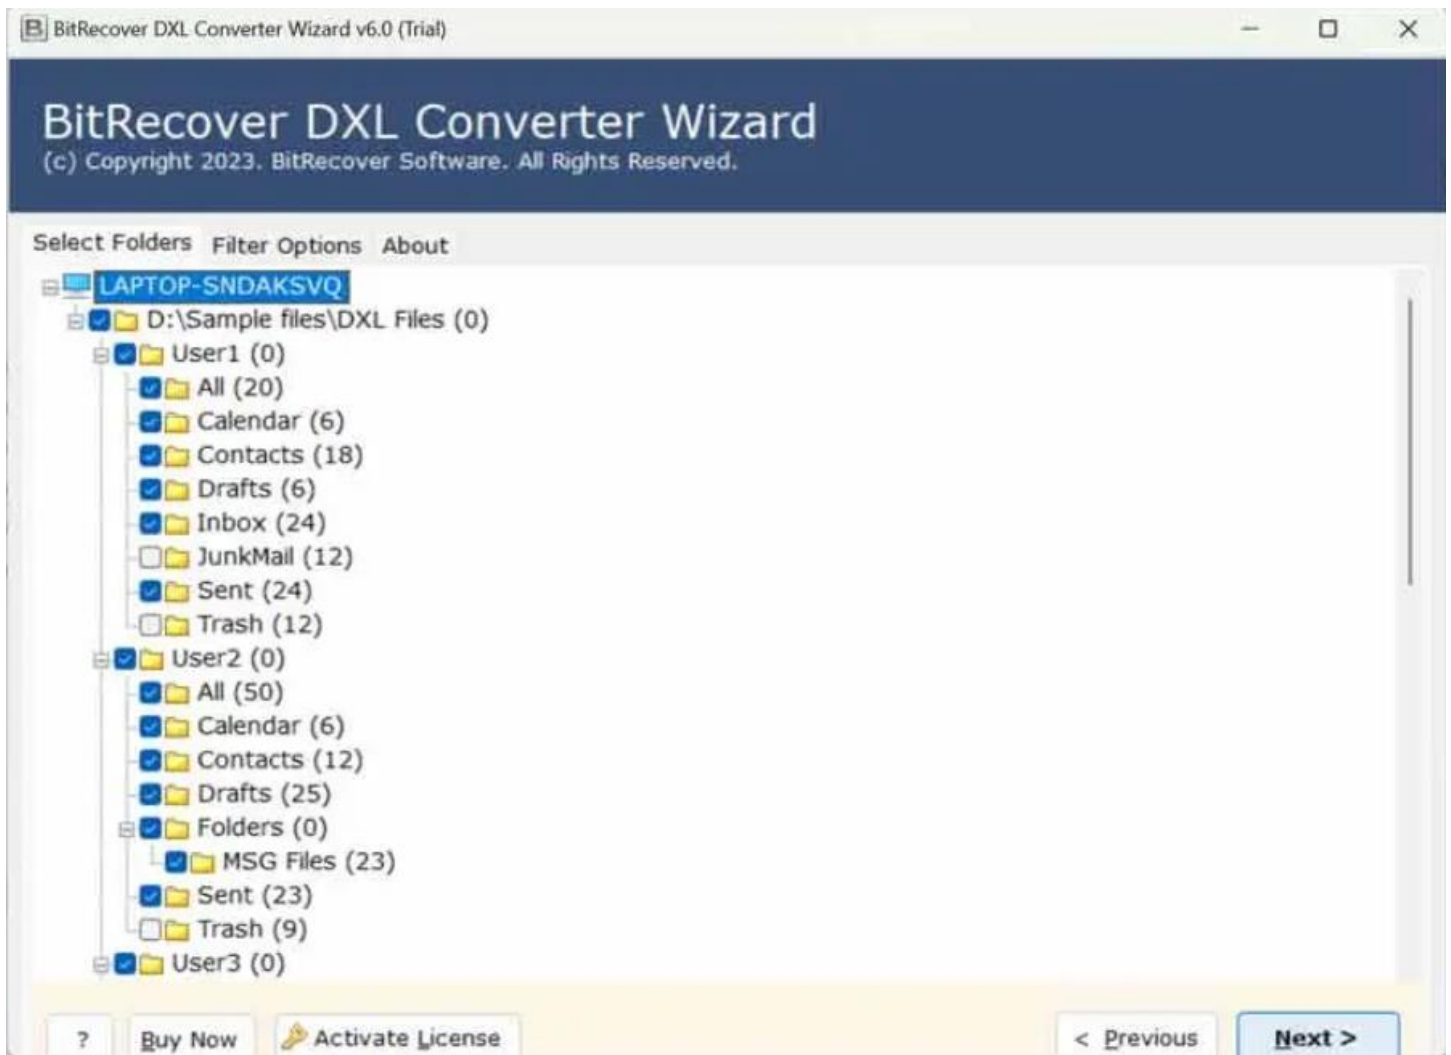 BitRecover DXL Converter Wizard v6.0 (Trial)
BitRecover DXL Converter Wizard
(c) Copyright 2023. BitRecover Software. All Rights Reserved.
Select Folders Filter Options About
LAPTOP-SNDAKSVQ
D:\Sample files\DXL Files (0)
User1 (0)
All (20)
Calendar (6)
Contacts (18)
Drafts (6)
Inbox (24)
JunkMail (12)
Sent (24)
Trash (12)
User2 (0)
All (50)
Calendar (6)
Contacts (12)
Drafts (25)
Folders (0)
MSG Files (23)
Sent (23)
Trash (9)
User3 (0)
? Buy Now Activate License < Previous Next >